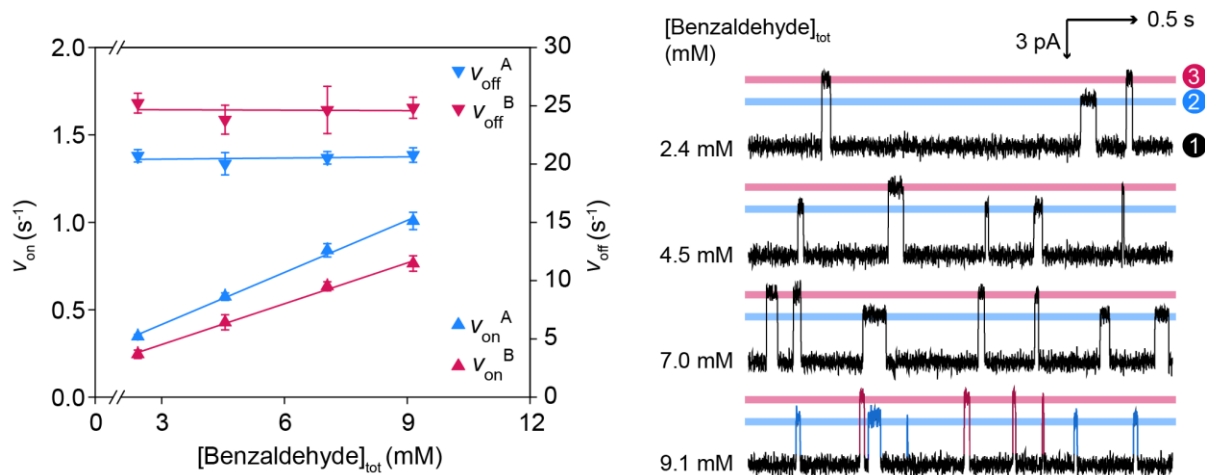 2.0
1.5
1.0
0.5
0.0
v_on (s⁻¹)
30
25
20
15
10
5
0
v_off (s⁻¹)
v_off^A
v_off^B
v_on^A
v_on^B
0
3
6
9
12
[Benzaldehyde]_tot (mM)
[Benzaldehyde]_tot
(mM)
0.5 s
3 pA
3
2
1
2.4 mM
4.5 mM
7.0 mM
9.1 mM